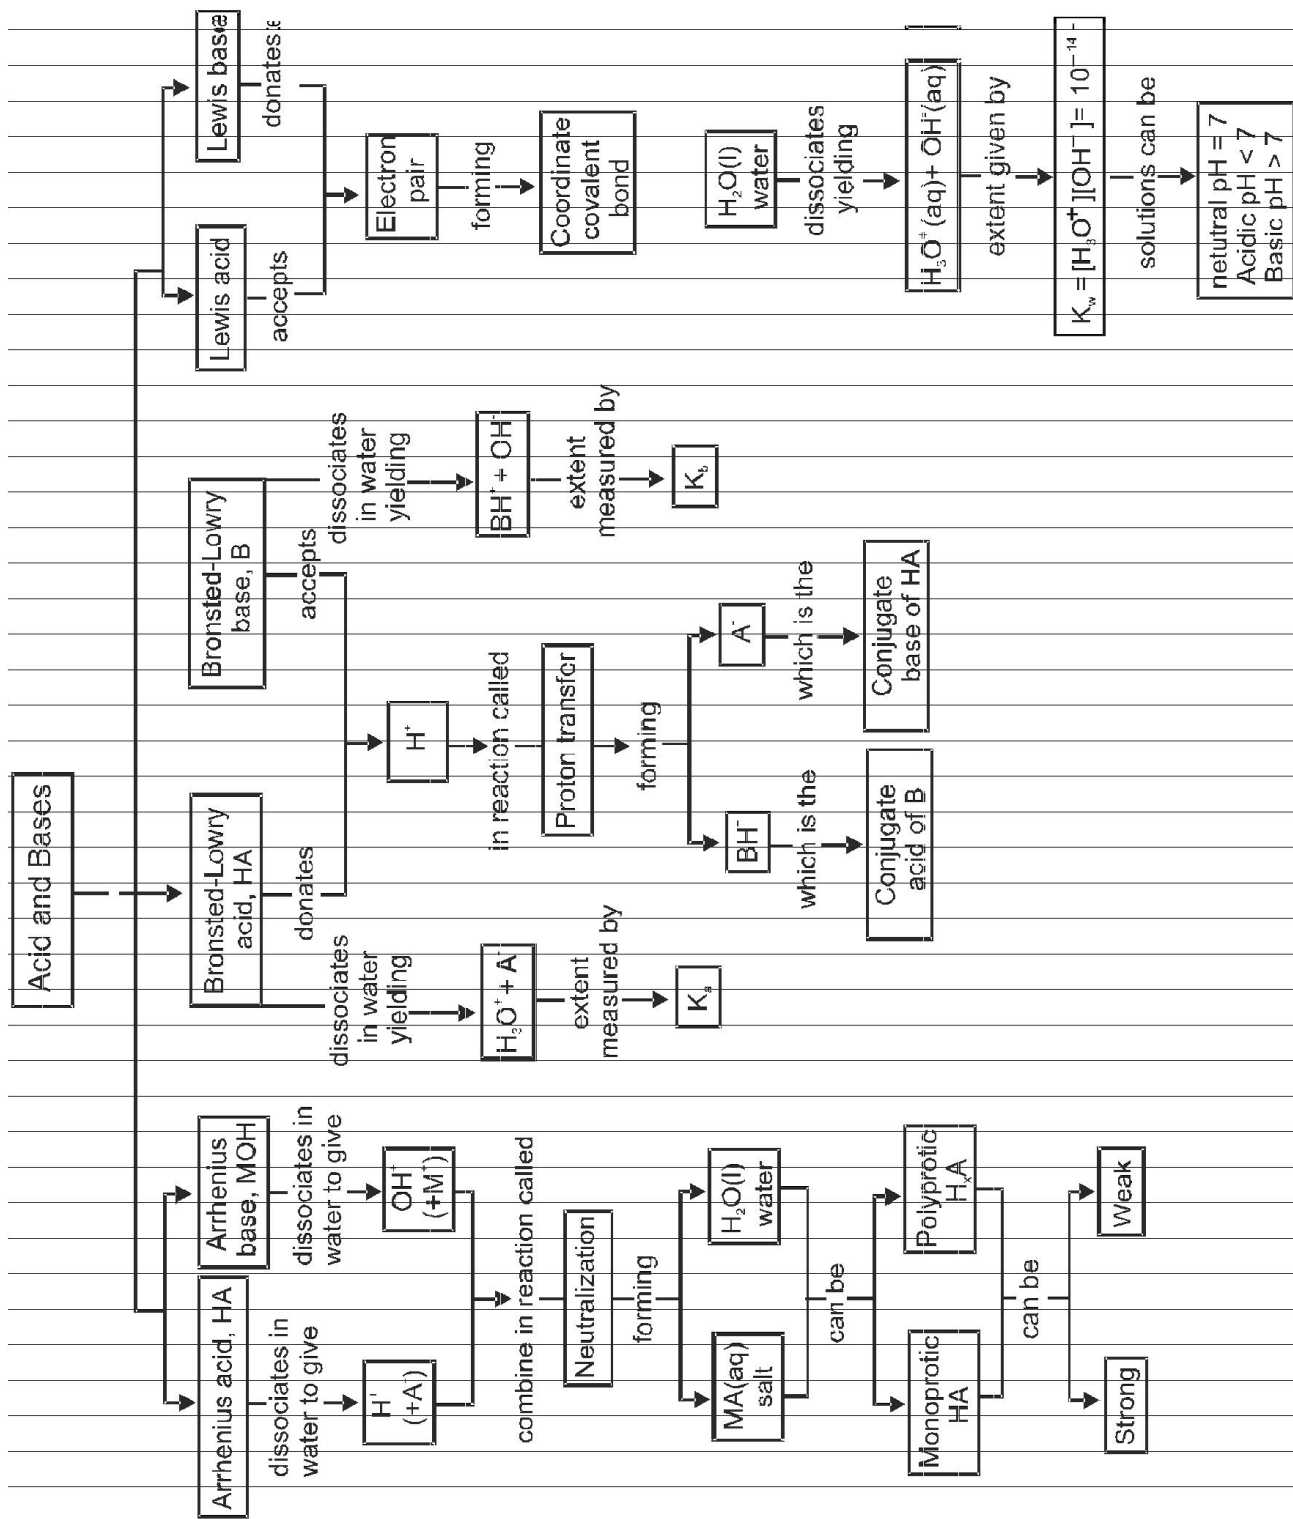 Acid and Bases
Arrhenius acid, HA
dissociates in
water to give
H⁺
(+A⁻)
Arrhenius
base, MOH
dissociates in
water to give
OH⁺
(+M⁺)
combine in reaction called
Neutralization
forming
MA(aq)
salt
H₂O(l)
water
can be
Monoprotic
HA
Polyprotic
HₓA
can be
Strong
Weak
Bronsted-Lowry
acid, HA
dissociates
in water
yielding
H₃O⁺ + A⁻
extent
measured by
Kₐ
donates
Bronsted-Lowry
base, B
accepts
dissociates
in water
yielding
BH⁺ + OH⁻
extent
measured by
K_b
H⁺
in reaction called
Proton transfer
forming
BH⁻
which is the
Conjugate
acid of B
A⁻
which is the
Conjugate
base of HA
Lewis acid
accepts
Lewis base
donates
Electron
pair
forming
Coordinate
covalent
bond
H₂O(l)
water
dissociates
yielding
H₃O⁺(aq)+ OH⁻(aq)
extent given by
K_w = [H₃O⁺][OH⁻]= 10⁻¹⁴
solutions can be
netutral pH = 7
Acidic pH < 7
Basic pH > 7